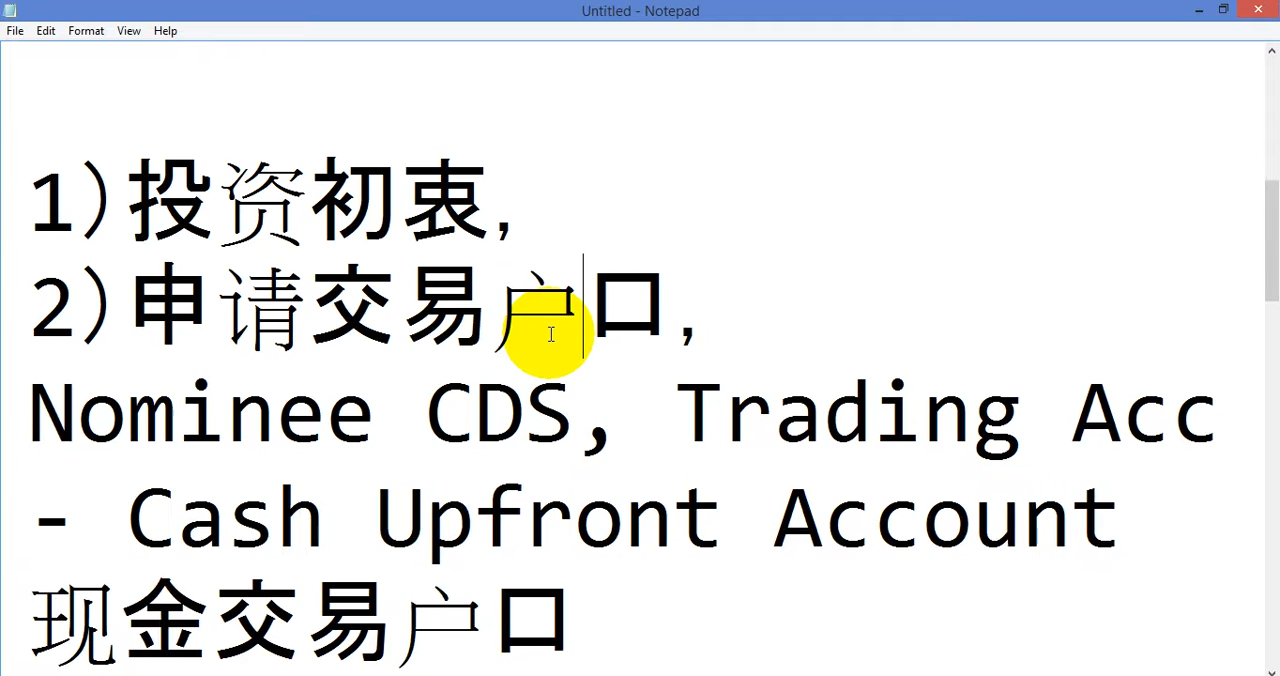 Untitled - Notepad
File Edit Format View Help
1)投资初衷,
2)申请交易户口,
Nominee CDS, Trading Acc
- Cash Upfront Account
现金交易户口